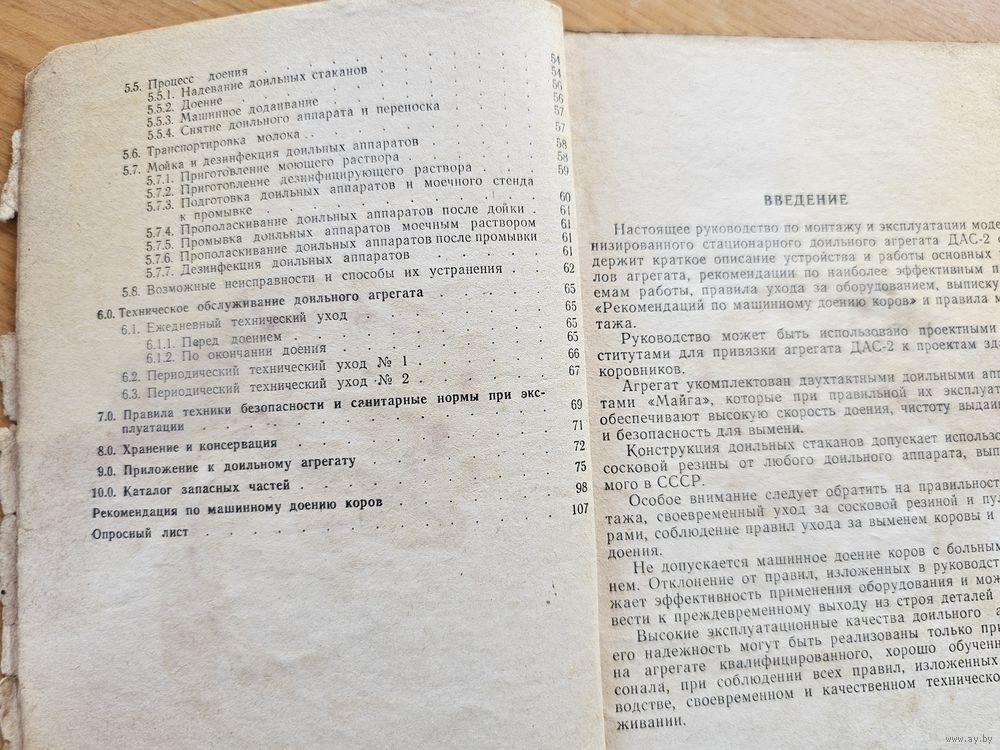 5.5. Процесс доения . . . . . . . . . . 54
5.5.1. Надевание доильных стаканов . . . . . 54
5.5.2. Доение . . . . . . . . . . 56
5.5.3. Машинное додаивание . . . . . . . 56
5.5.4. Снятие доильного аппарата и переноска . . . . 57
5.6. Транспортировка молока . . . . . . . . 57
5.7. Мойка и дезинфекция доильных аппаратов . . . . 58
5.7.1. Приготовление моющего раствора . . . . . 58
5.7.2. Приготовление дезинфицирующего раствора . . . 59
5.7.3. Подготовка доильных аппаратов и моечного стенда
к промывке . . . . . . . . . . 60
5.7.4. Прополаскивание доильных аппаратов после дойки . 61
5.7.5. Промывка доильных аппаратов моечным раствором 61
5.7.6. Прополаскивание доильных аппаратов после промывки 61
5.7.7. Дезинфекция доильных аппаратов . . . . . 61
5.8. Возможные неисправности и способы их устранения . . 62
6.0. Техническое обслуживание доильного агрегата . . . . 65
6.1. Ежедневный технический уход . . . . . . 65
6.1.1. Перед доением . . . . . . . . 65
6.1.2. По окончании доения . . . . . . . 65
6.2. Периодический технический уход № 1 . . . . . 66
6.3. Периодический технический уход № 2 . . . . . 67
7.0. Правила техники безопасности и санитарные нормы при экс-
плуатации . . . . . . . . . . . 69
8.0. Хранение и консервация . . . . . . . . 71
9.0. Приложение к доильному агрегату . . . . . . 72
10.0. Каталог запасных частей . . . . . . . . 75
Рекомендация по машинному доению коров . . . . . 98
Опросный лист . . . . . . . . . . . 107
ВВЕДЕНИЕ
Настоящее руководство по монтажу и эксплуатации моде
низированного стационарного доильного агрегата ДАС-2
держит краткое описание устройства и работы основных
лов агрегата, рекомендации по наиболее эффективным п
емам работы, правила ухода за оборудованием, выписку
«Рекомендаций по машинному доению коров» и правила м
тажа.
Руководство может быть использовано проектными
ститутами для привязки агрегата ДАС-2 к проектам зда
коровников.
Агрегат укомплектован двухтактными доильными апп
тами «Майга», которые при правильной их эксплуат
обеспечивают высокую скорость доения, чистоту выдаи
и безопасность для вымени.
Конструкция доильных стаканов допускает использо
сосковой резины от любого доильного аппарата, вып
мого в СССР.
Особое внимание следует обратить на правильност
тажа, своевременный уход за сосковой резиной и пул
рами, соблюдение правил ухода за выменем коровы и
доения.
Не допускается машинное доение коров с больным
нем. Отклонение от правил, изложенных в руководст
жает эффективность применения оборудования и мож
вести к преждевременному выходу из строя деталей
Высокие эксплуатационные качества доильного а
его надежность могут быть реализованы только при
на агрегате квалифицированного, хорошо обученн
сонала, при соблюдении всех правил, изложенных
водстве, своевременном и качественном техническо
живании.
www.ay.by